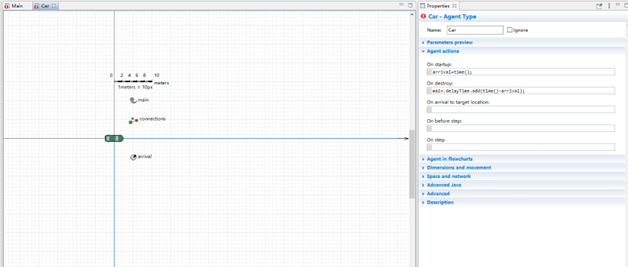 Main
Car
Properties
Car - Agent Type
Name: Car Ignore
Parameters preview
Agent actions
On startup:
arrival=time();
On destroy:
main.delayTime.add(time()-arrival);
On arrival to target location:
On before step:
On step:
Agent in flowcharts
Dimensions and movement
Space and network
Advanced Java
Advanced
Description
0 2 4 6 8 10
meters
1meters = 10px
main
connections
arrival